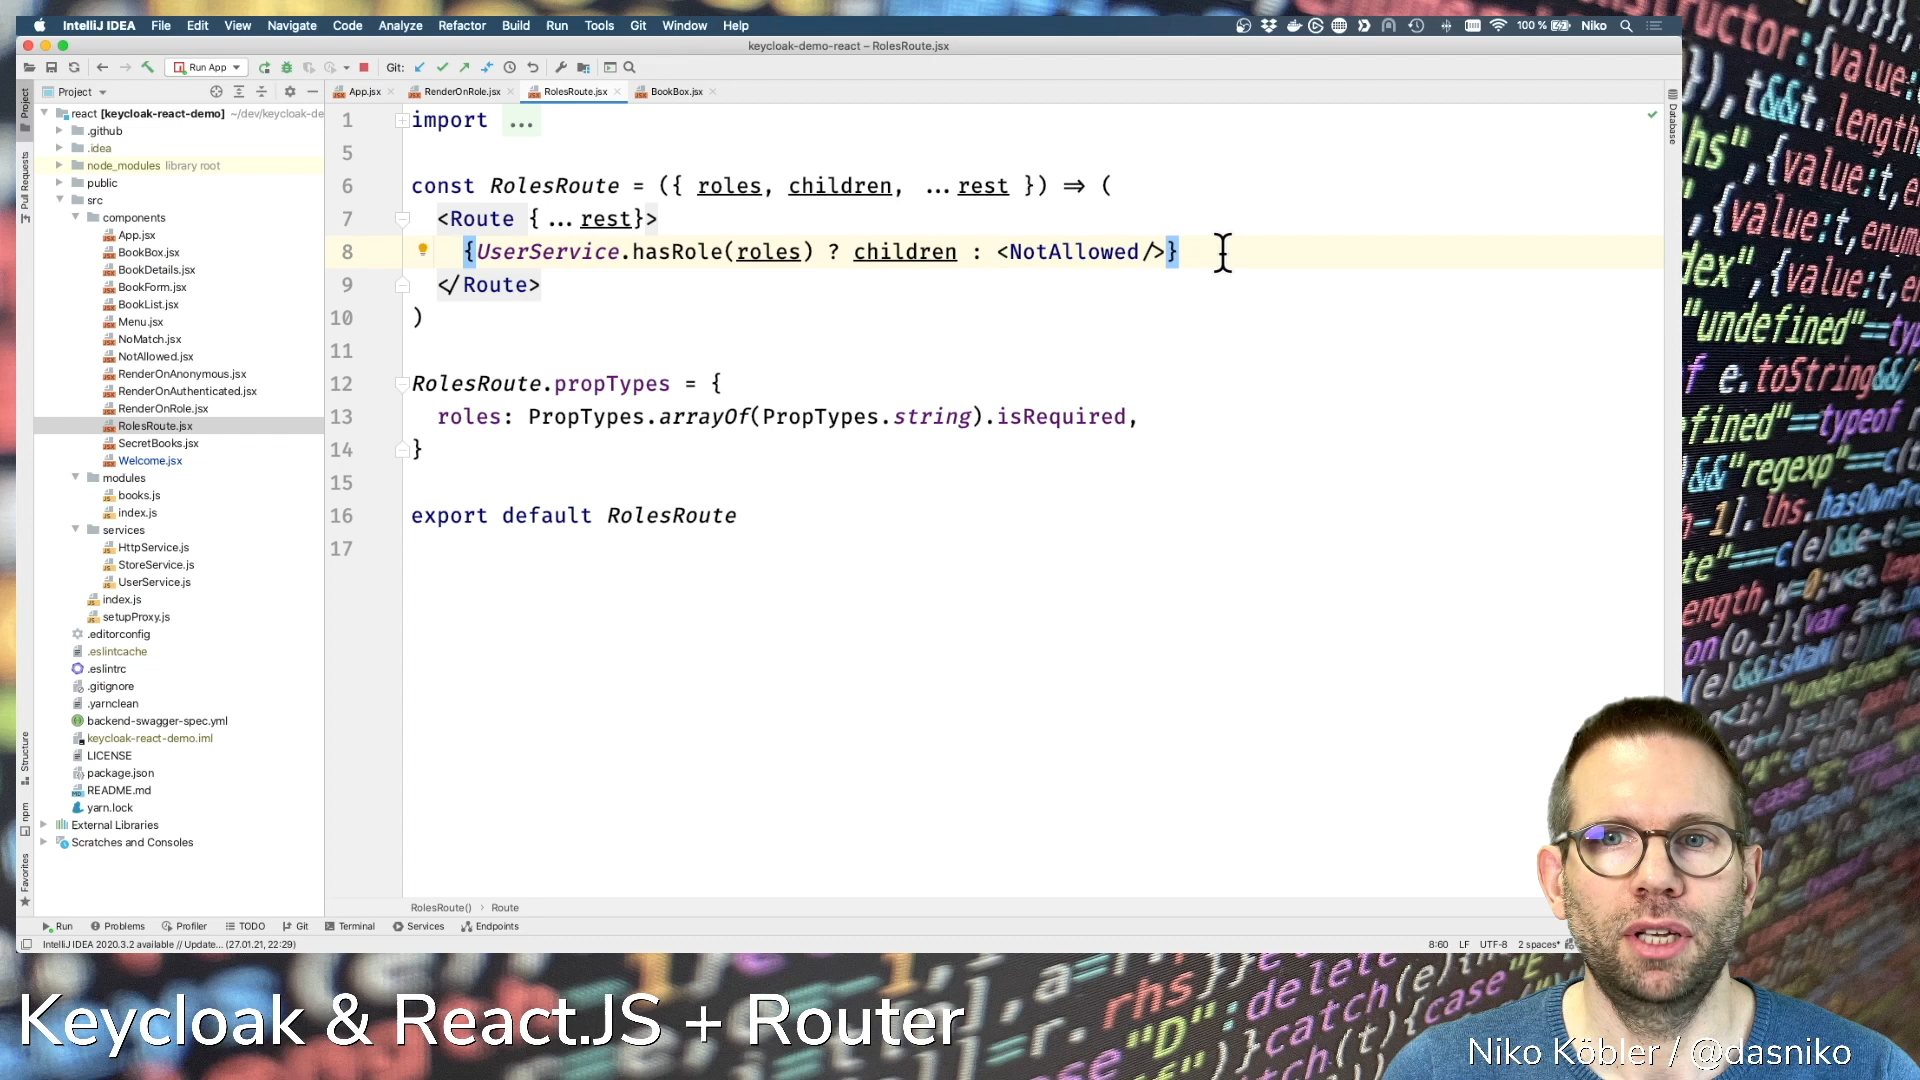 IntelliJ IDEA File Edit View Navigate Code Analyze Refactor Build Run Tools Git Window Help
100 % Niko
keycloak-demo-react – RolesRoute.jsx
Run App Git:
Project
App.jsx RenderOnRole.jsx RolesRoute.jsx BookBox.jsx
Project
Pull Requests
Structure
npm
Favorites
Database
react [keycloak-react-demo] ~/dev/keycloak-de
.github
.idea
node_modules library root
public
src
components
App.jsx
BookBox.jsx
BookDetails.jsx
BookForm.jsx
BookList.jsx
Menu.jsx
NoMatch.jsx
NotAllowed.jsx
RenderOnAnonymous.jsx
RenderOnAuthenticated.jsx
RenderOnRole.jsx
RolesRoute.jsx
SecretBooks.jsx
Welcome.jsx
modules
books.js
index.js
services
HttpService.js
StoreService.js
UserService.js
index.js
setupProxy.js
.editorconfig
.eslintcache
.eslintrc
.gitignore
.yarnclean
backend-swagger-spec.yml
keycloak-react-demo.iml
LICENSE
package.json
README.md
yarn.lock
External Libraries
Scratches and Consoles
1 import ...
5
6 const RolesRoute = ({ roles, children, ...rest }) => (
7 <Route {...rest}>
8 {UserService.hasRole(roles) ? children : <NotAllowed/>}
9 </Route>
10 )
11
12 RolesRoute.propTypes = {
13 roles: PropTypes.arrayOf(PropTypes.string).isRequired,
14 }
15
16 export default RolesRoute
17
RolesRoute() › Route
Run Problems Profiler TODO Git Terminal Services Endpoints
IntelliJ IDEA 2020.3.2 available // Update... (27.01.21, 22:29) 8:60 LF UTF-8 2 spaces*
Keycloak & React.JS + Router
Niko Köbler / @dasniko